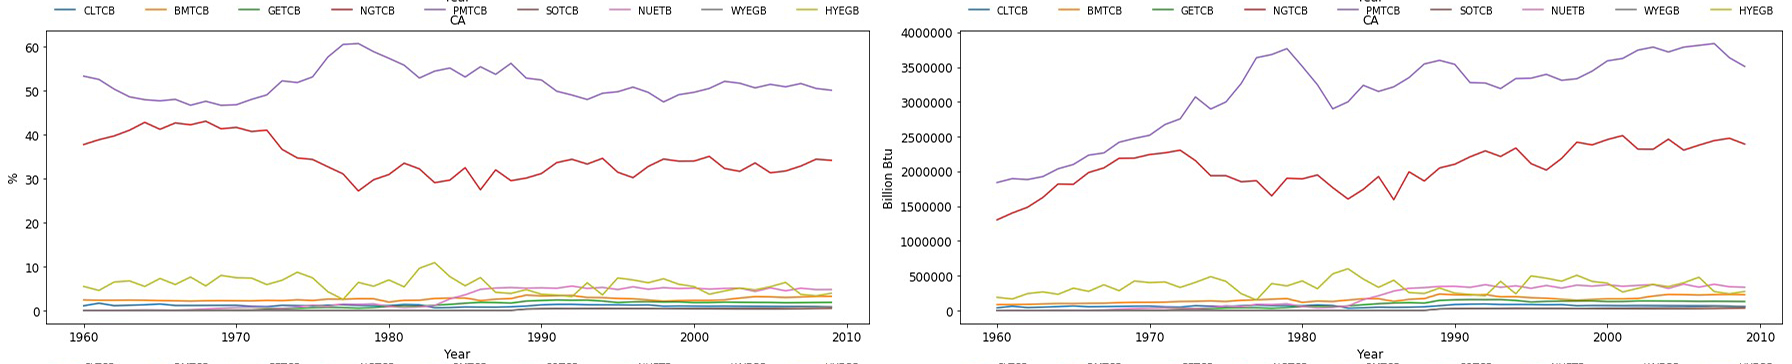 CLTCB BMTCB GETCB NGTCB PMTCB SOTCB NUETB WYEGB HYEGB
CA
60
50
40
30
20
10
0
%
1960 1970 1980 1990 2000 2010
Year
CLTCB BMTCB GETCB NGTCB PMTCB SOTCB NUETB WYEGB HYEGB
CA
4000000
3500000
3000000
2500000
2000000
1500000
1000000
500000
0
Billion Btu
1960 1970 1980 1990 2000 2010
Year